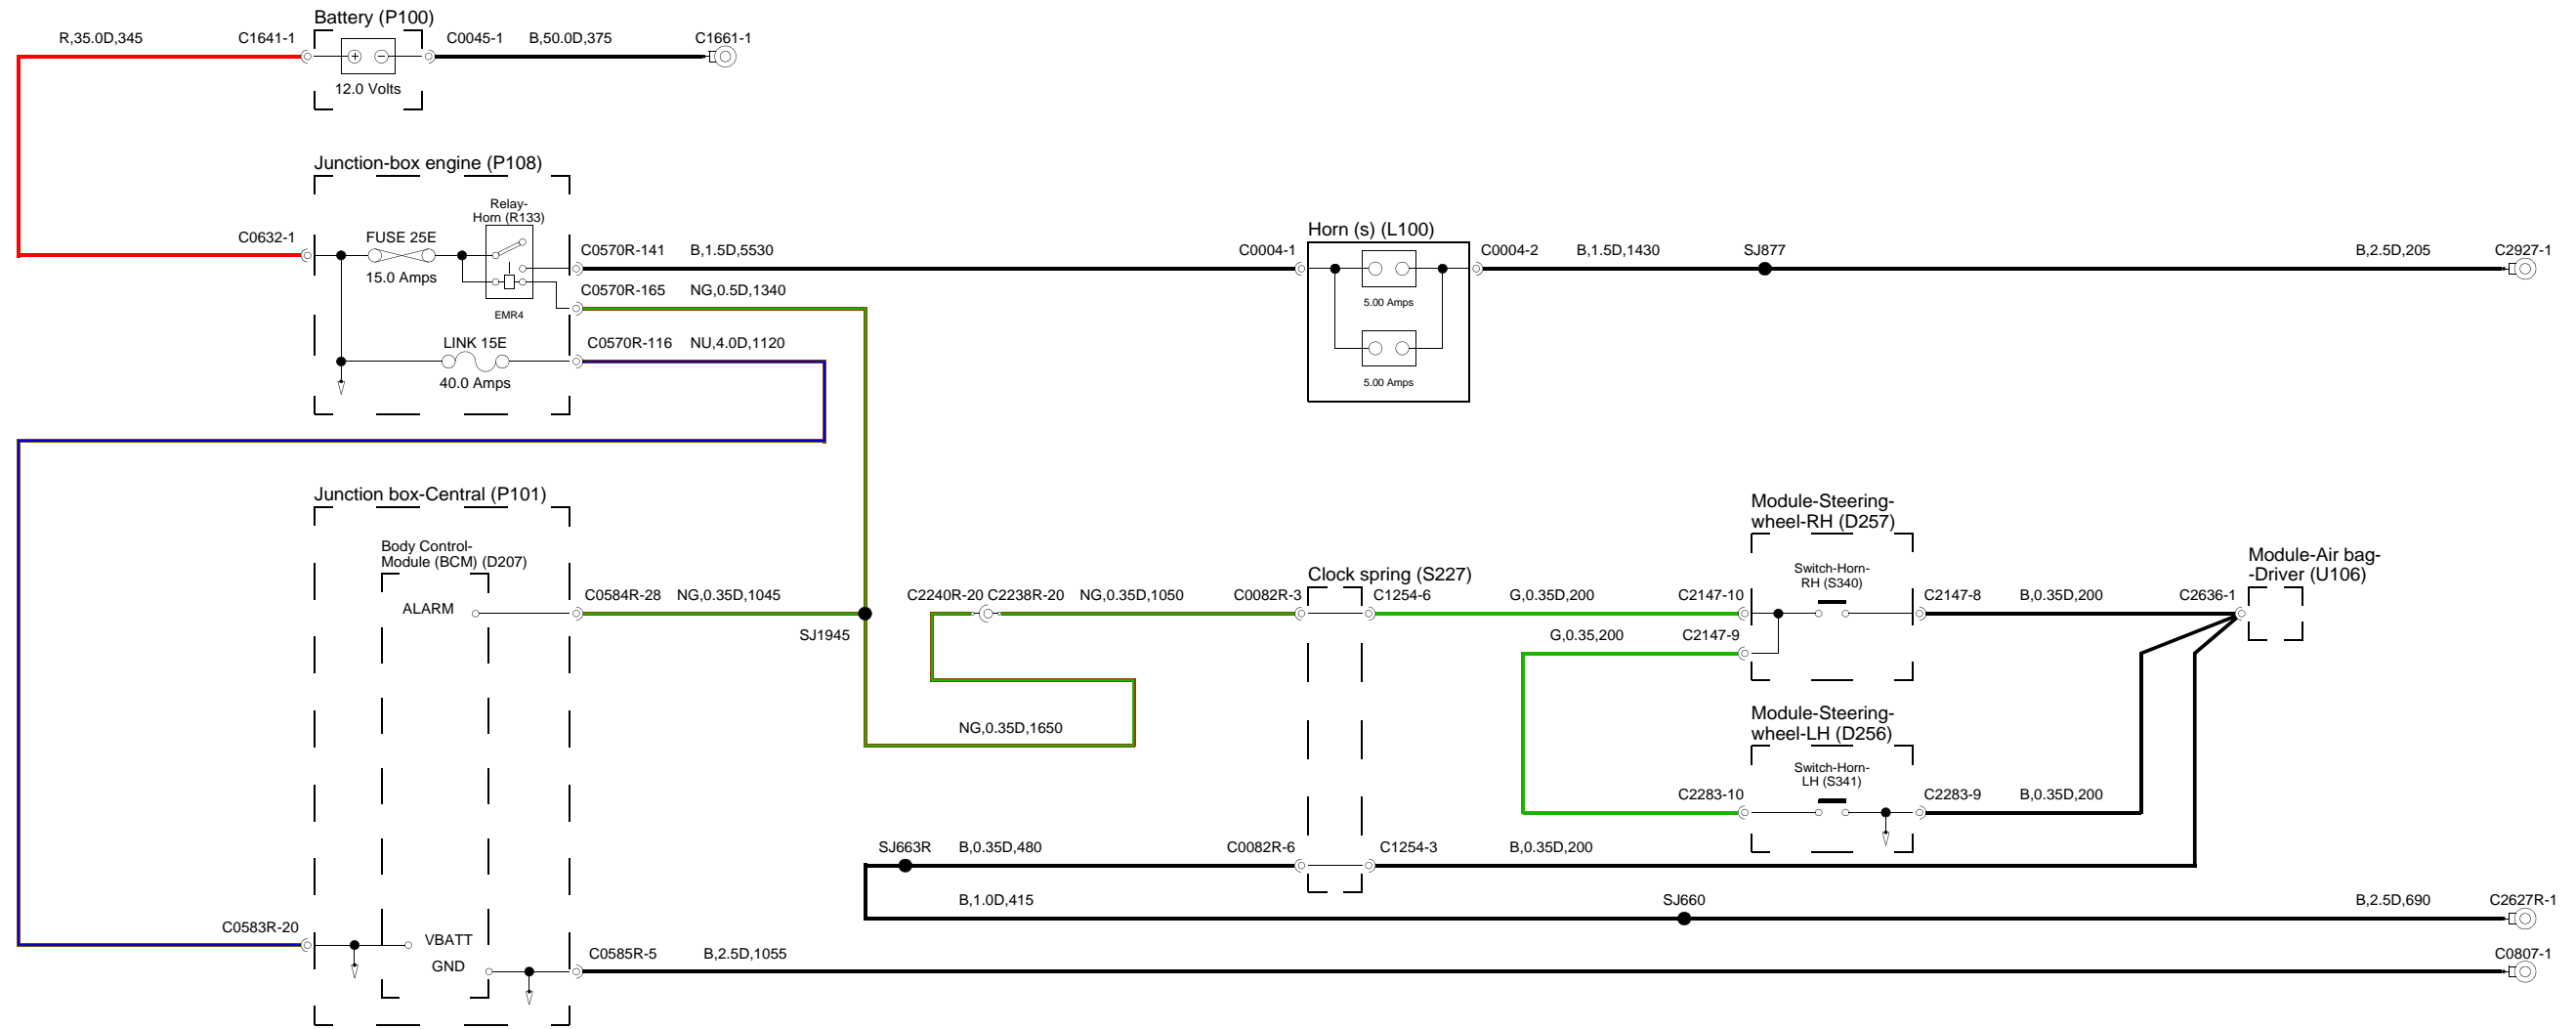 Battery (P100)
R,35.0D,345
C1641-1
C0045-1
B,50.0D,375
C1661-1
12.0 Volts
Junction-box engine (P108)
Relay-
Horn (R133)
C0632-1
FUSE 25E
15.0 Amps
EMR4
C0570R-141
B,1.5D,5530
C0570R-165
NG,0.5D,1340
LINK 15E
40.0 Amps
C0570R-116
NU,4.0D,1120
Horn (s) (L100)
C0004-1
5.00 Amps
5.00 Amps
C0004-2
B,1.5D,1430
SJ877
B,2.5D,205
C2927-1
Junction box-Central (P101)
Body Control-
Module (BCM) (D207)
ALARM
C0584R-28
NG,0.35D,1045
SJ1945
C2240R-20
C2238R-20
NG,0.35D,1050
C0082R-3
NG,0.35D,1650
Clock spring (S227)
C1254-6
G,0.35D,200
C2147-10
G,0.35,200
C2147-9
Module-Steering-
wheel-RH (D257)
Switch-Horn-
RH (S340)
C2147-8
B,0.35D,200
C2636-1
Module-Air bag-
-Driver (U106)
Module-Steering-
wheel-LH (D256)
Switch-Horn-
LH (S341)
C2283-10
C2283-9
B,0.35D,200
SJ663R
B,0.35D,480
C0082R-6
C1254-3
B,0.35D,200
B,1.0D,415
SJ660
B,2.5D,690
C2627R-1
C0583R-20
VBATT
GND
C0585R-5
B,2.5D,1055
C0807-1